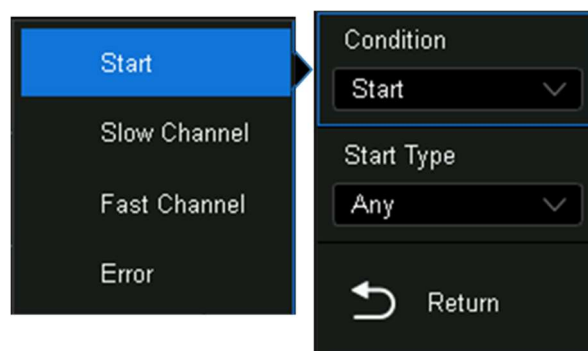 Start
Slow Channel
Fast Channel
Error
Condition
Start
Start Type
Any
Return